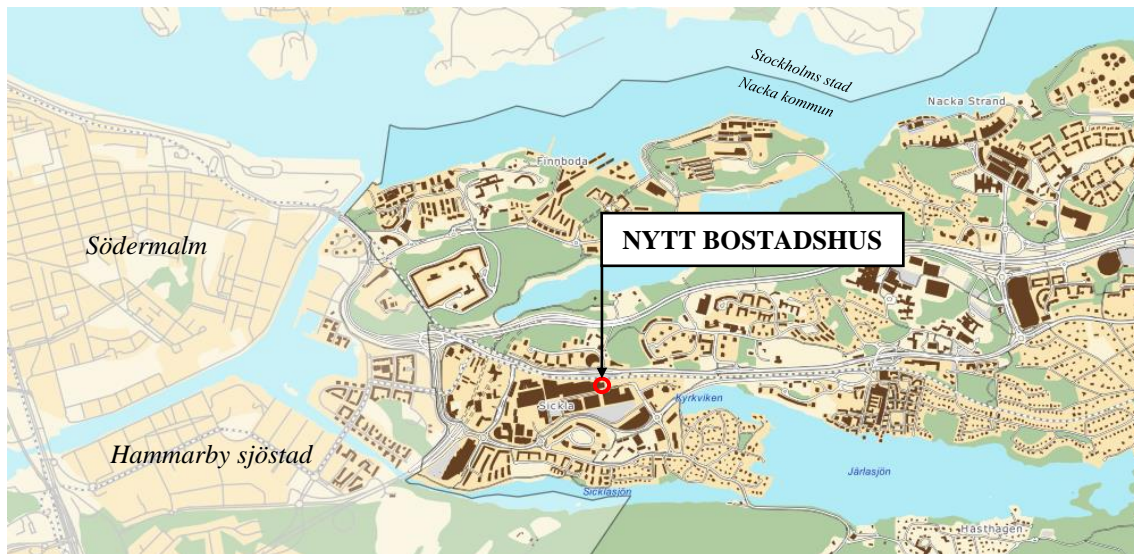 Stockholms stad
Nacka kommun
Nacka Strand
Finnboda
NYTT BOSTADSHUS
Södermalm
Kyrkviken
Sickla
Hammarby sjöstad
Järlasjön
Sicklasjön
Hästhagen